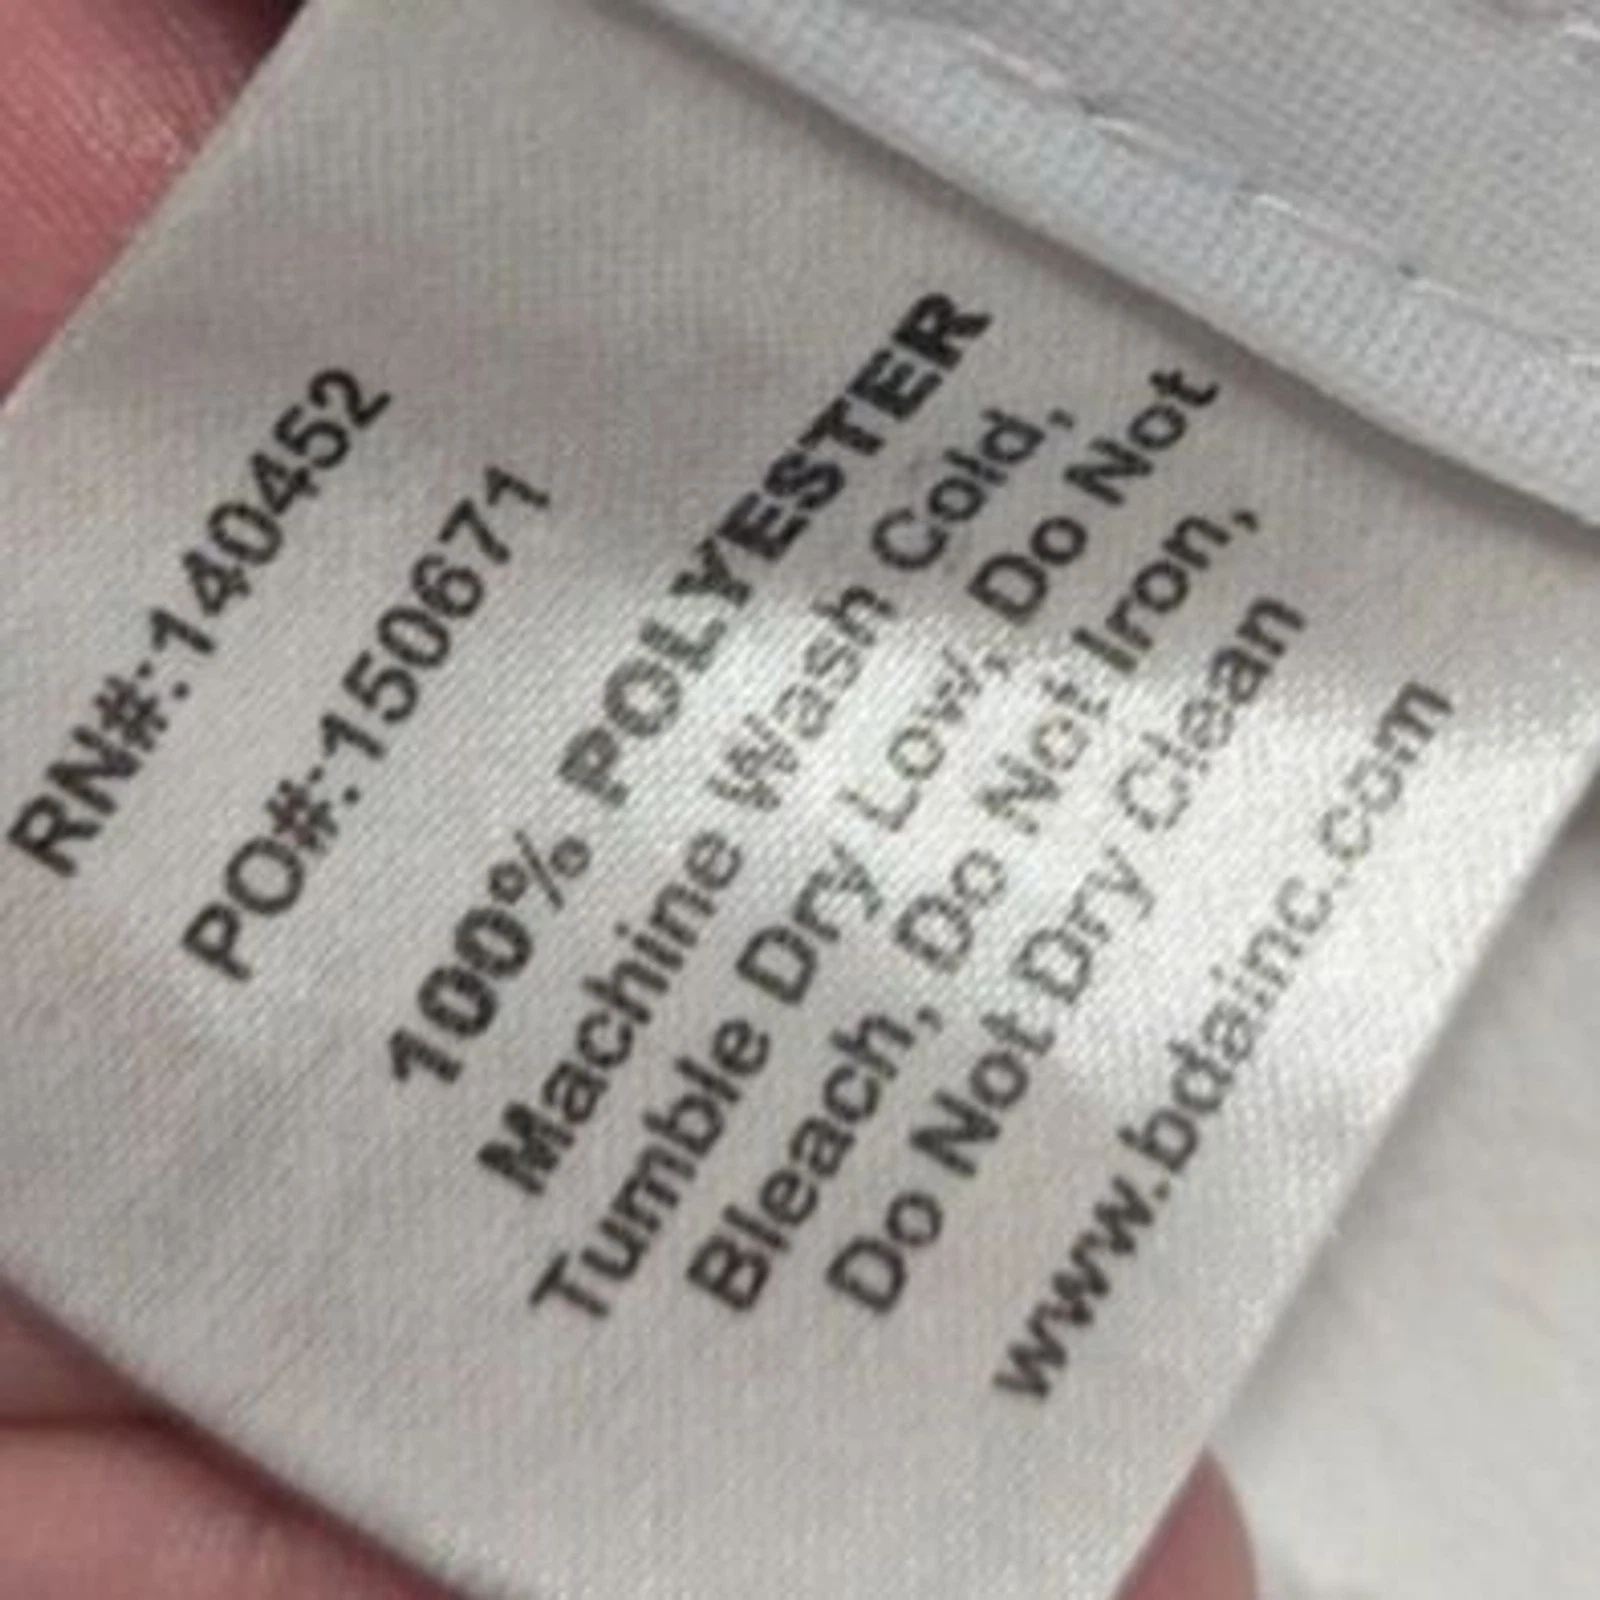 RN#:140452
PO#:150671
100% POLYESTER
Machine Wash Cold,
Tumble Dry Low, Do Not
Bleach, Do Not Iron,
Do Not Dry Clean
www.bdainc.com